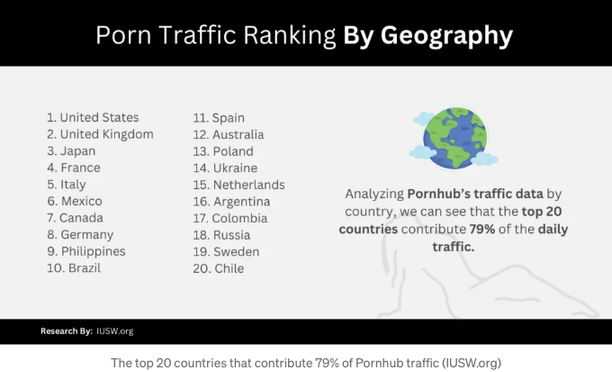 Porn Traffic Ranking By Geography
1. United States
2. United Kingdom
3. Japan
4. France
5. Italy
6. Mexico
7. Canada
8. Germany
9. Philippines
10. Brazil
11. Spain
12. Australia
13. Poland
14. Ukraine
15. Netherlands
16. Argentina
17. Colombia
18. Russia
19. Sweden
20. Chile
Analyzing Pornhub's traffic data by
country, we can see that the top 20
countries contribute 79% of the daily
traffic.
Research By: IUSW.org
The top 20 countries that contribute 79% of Pornhub traffic (IUSW.org)